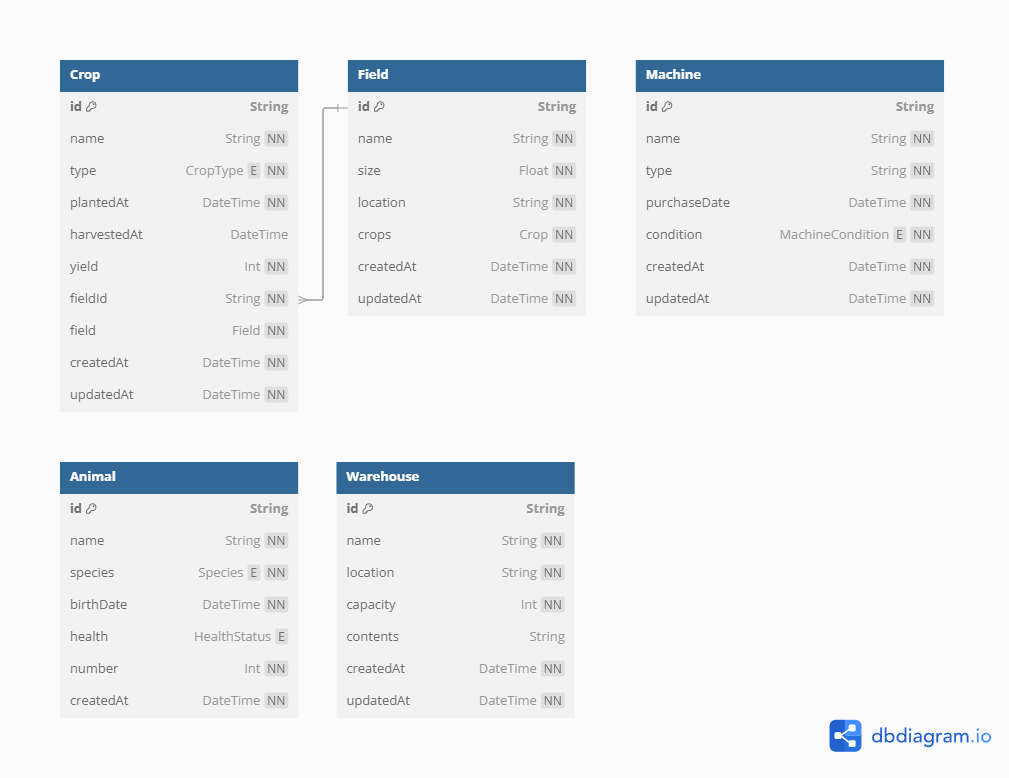 Crop
id String
name String NN
type CropType E NN
plantedAt DateTime NN
harvestedAt DateTime
yield Int NN
fieldId String NN
field Field NN
createdAt DateTime NN
updatedAt DateTime NN
Field
id String
name String NN
size Float NN
location String NN
crops Crop NN
createdAt DateTime NN
updatedAt DateTime NN
Machine
id String
name String NN
type String NN
purchaseDate DateTime NN
condition MachineCondition E NN
createdAt DateTime NN
updatedAt DateTime NN
Animal
id String
name String NN
species Species E NN
birthDate DateTime NN
health HealthStatus E
number Int NN
createdAt DateTime NN
Warehouse
id String
name String NN
location String NN
capacity Int NN
contents String
createdAt DateTime NN
updatedAt DateTime NN
dbdiagram.io